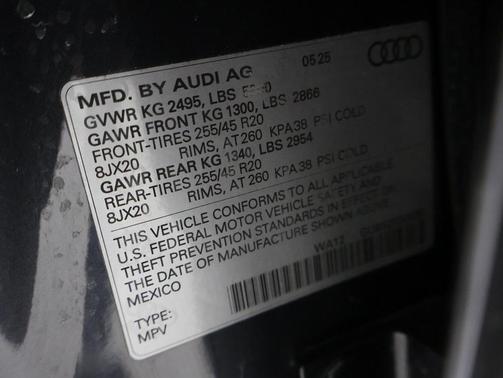 MFD. BY AUDI AG 05 25
GVWR KG 2495, LBS
GAWR FRONT KG 1300, LBS 2866
FRONT-TIRES 255/45 R20
8JX20 RIMS, AT 260 KPA 38 PSI COLD
GAWR REAR KG 1340, LBS 2954
REAR-TIRES 255/45 R20
8JX20 RIMS, AT 260 KPA 38 PSI COLD
THIS VEHICLE CONFORMS TO ALL APPLICABLE
U.S. FEDERAL MOTOR VEHICLE SAFETY AND
THEFT PREVENTION STANDARDS IN EFFECT ON
THE DATE OF MANUFACTURE SHOWN ABOVE.
MEXICO
TYPE:
MPV